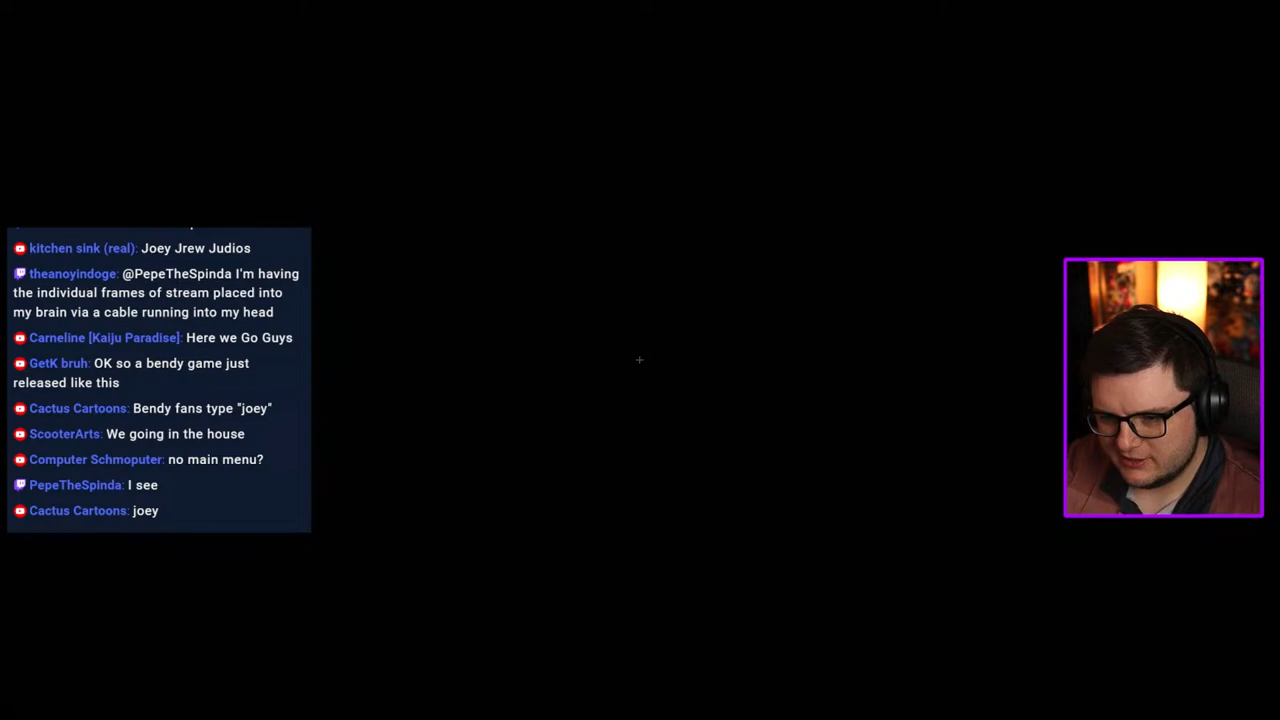 kitchen sink (real): Joey Jrew Judios
theanoyindoge: @PepeTheSpinda I'm having
the individual frames of stream placed into
my brain via a cable running into my head
Carneline [Kaiju Paradise]: Here we Go Guys
GetK bruh: OK so a bendy game just
released like this
Cactus Cartoons: Bendy fans type "joey"
ScooterArts: We going in the house
Computer Schmoputer: no main menu?
PepeTheSpinda: I see
Cactus Cartoons: joey